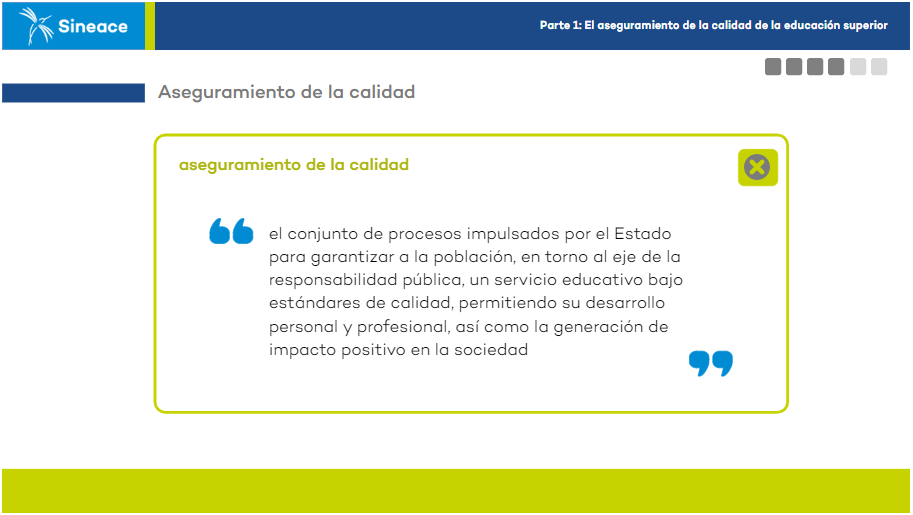 Sineace
Parte 1: El aseguramiento de la calidad de la educación superior
Aseguramiento de la calidad
aseguramiento de la calidad
“
el conjunto de procesos impulsados por el Estado
para garantizar a la población, en torno al eje de la
responsabilidad pública, un servicio educativo bajo
estándares de calidad, permitiendo su desarrollo
personal y profesional, así como la generación de
impacto positivo en la sociedad
”